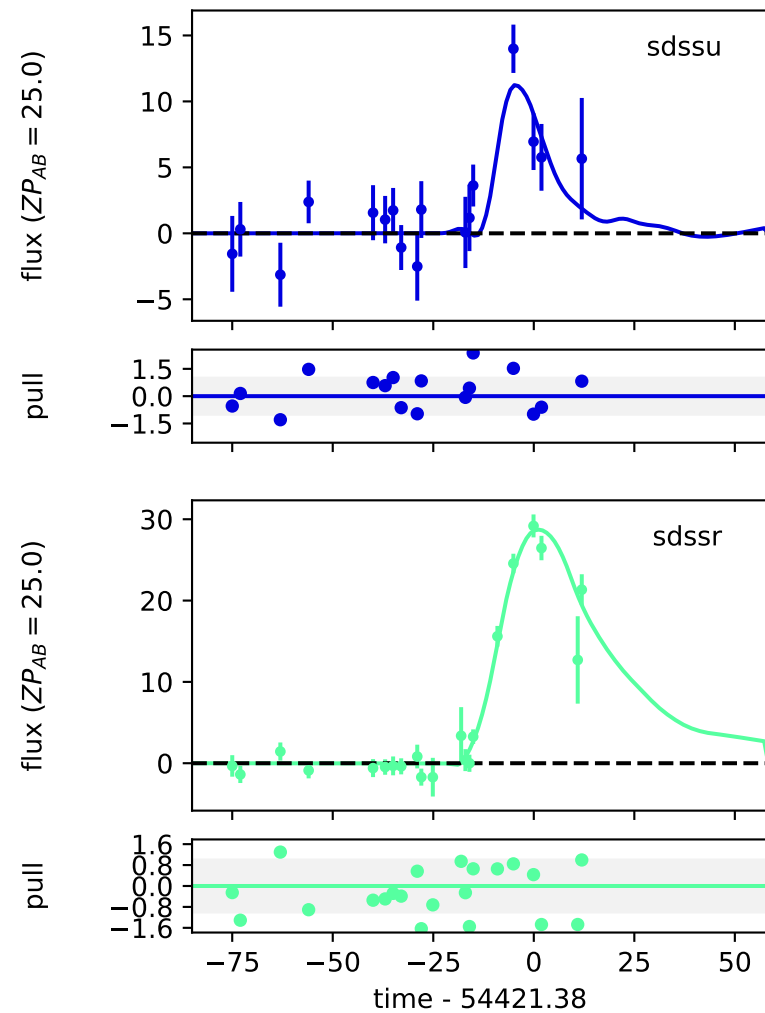 15
sdssu
10
5
0
−5
flux (ZP_AB = 25.0)
1.5
0.0
−1.5
pull
30
sdssr
20
10
0
flux (ZP_AB = 25.0)
1.6
0.8
0.0
−0.8
−1.6
pull
−75 −50 −25 0 25 50
time - 54421.38